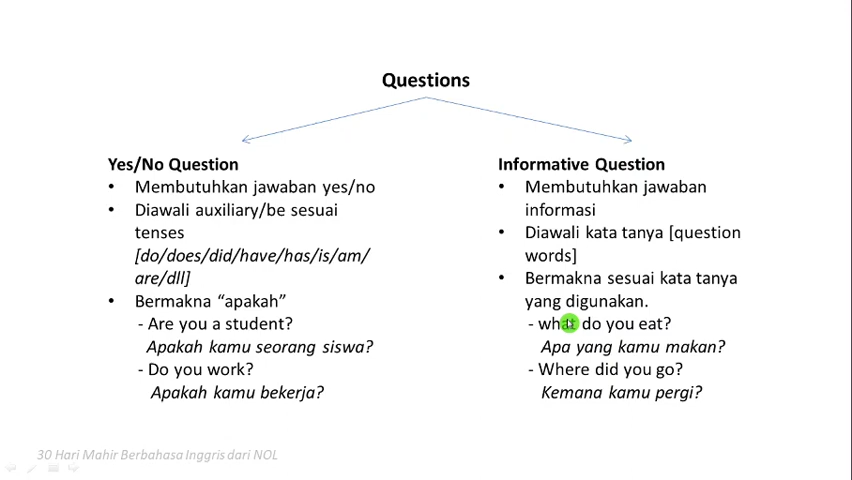 Questions
Yes/No Question
• Membutuhkan jawaban yes/no
• Diawali auxiliary/be sesuai
tenses
[do/does/did/have/has/is/am/
are/dll]
• Bermakna “apakah”
- Are you a student?
Apakah kamu seorang siswa?
- Do you work?
Apakah kamu bekerja?
Informative Question
• Membutuhkan jawaban
informasi
• Diawali kata tanya [question
words]
• Bermakna sesuai kata tanya
yang digunakan.
- what do you eat?
Apa yang kamu makan?
- Where did you go?
Kemana kamu pergi?
30 Hari Mahir Berbahasa Inggris dari NOL